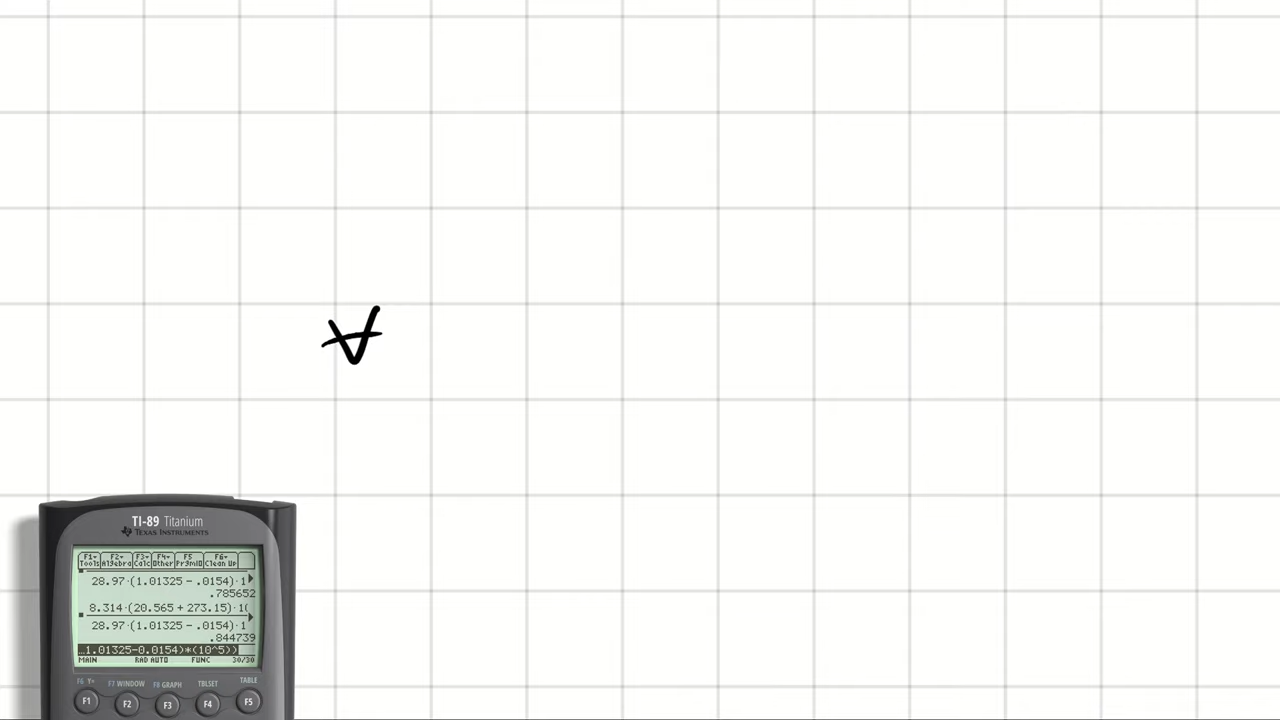 ∀
TI-89 Titanium
TEXAS INSTRUMENTS
F1▾ F2▾ F3▾ F4▾ F5 F6▾
Tools Algebra Calc Other PrgmIO Clean Up
28.97·(1.01325 - .0154)·1
.785652
8.314·(20.565 + 273.15)·10
28.97·(1.01325 - .0154)·1
.844739
…1.01325-0.0154)*(10^5))
MAIN RAD AUTO FUNC 30/30
F6 Y= F7 WINDOW F8 GRAPH TBLSET TABLE
F1 F2 F3 F4 F5